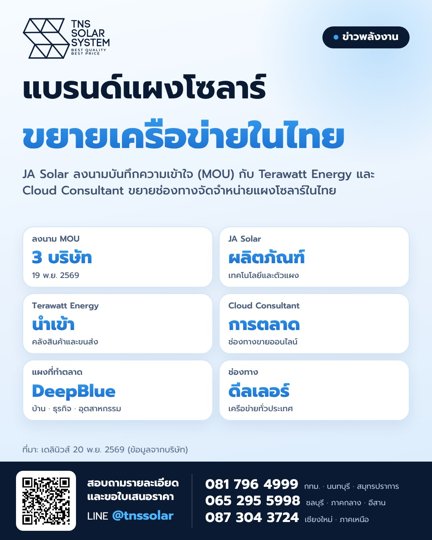 TNS
SOLAR
SYSTEM
BEST QUALITY
BEST PRICE
ข่าวพลังงาน
แบรนด์แผงโซลาร์
ขยายเครือข่ายในไทย
JA Solar ลงนามบันทึกความเข้าใจ (MOU) กับ Terawatt Energy และ
Cloud Consultant ขยายช่องทางจัดจำหน่ายแผงโซลาร์ในไทย
ลงนาม MOU
3 บริษัท
19 พ.ย. 2569
JA Solar
ผลิตภัณฑ์
เทคโนโลยีและตัวแผง
Terawatt Energy
นำเข้า
คลังสินค้าและขนส่ง
Cloud Consultant
การตลาด
ช่องทางขายออนไลน์
แผงที่ทำตลาด
DeepBlue
บ้าน · ธุรกิจ · อุตสาหกรรม
ช่องทาง
ดีลเลอร์
เครือข่ายทั่วประเทศ
ที่มา: เดลินิวส์ 20 พ.ย. 2569 (ข้อมูลจากบริษัท)
สอบถามรายละเอียด
และขอใบเสนอราคา
LINE @tnssolar
081 796 4999 กทม. · นนทบุรี · สมุทรปราการ
065 295 5998 ชลบุรี · ภาคกลาง · อีสาน
087 304 3724 เชียงใหม่ · ภาคเหนือ